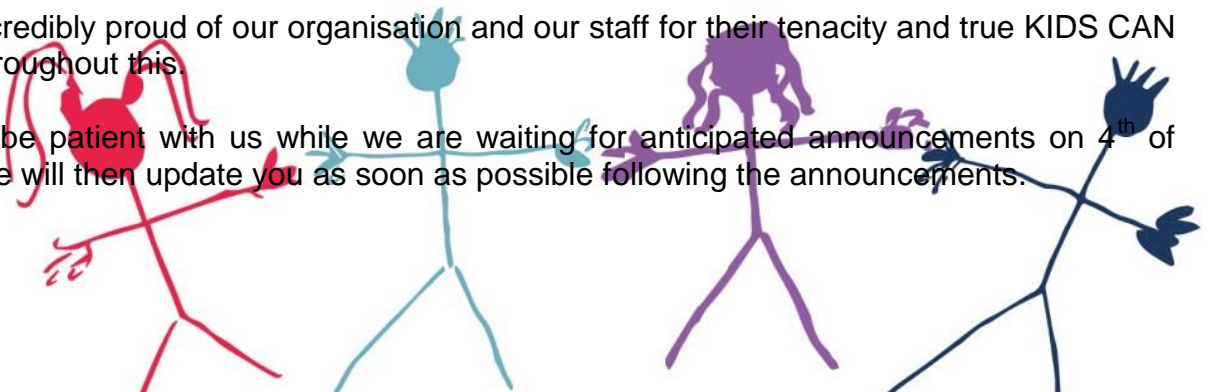 credibly proud of our organisation and our staff for their tenacity and true KIDS CAN
roughout this.
be patient with us while we are waiting for anticipated announcements on 4th of
e will then update you as soon as possible following the announcements.